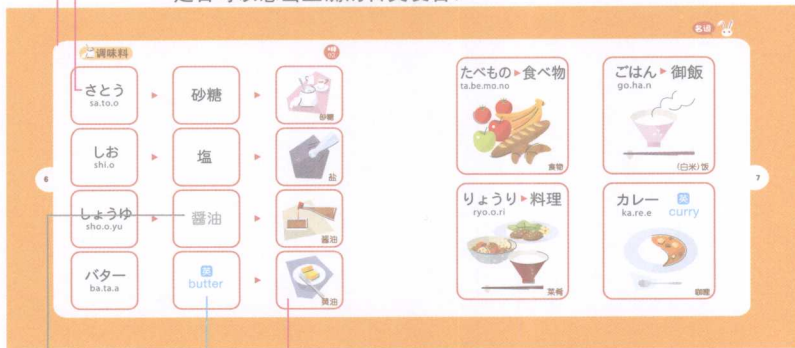 名词
调味料
さとう
sa.to.o
砂糖
砂糖
しお
shi.o
塩
盐
6
しょうゆ
sho.o.yu
醤油
酱油
バター
ba.ta.a
英
butter
黄油
たべもの▶食べ物
ta.be.mo.no
食物
ごはん▶御飯
go.ha.n
(白米)饭
7
りょうり▶料理
ryo.o.ri
菜肴
カレー 英
ka.re.e curry
咖喱